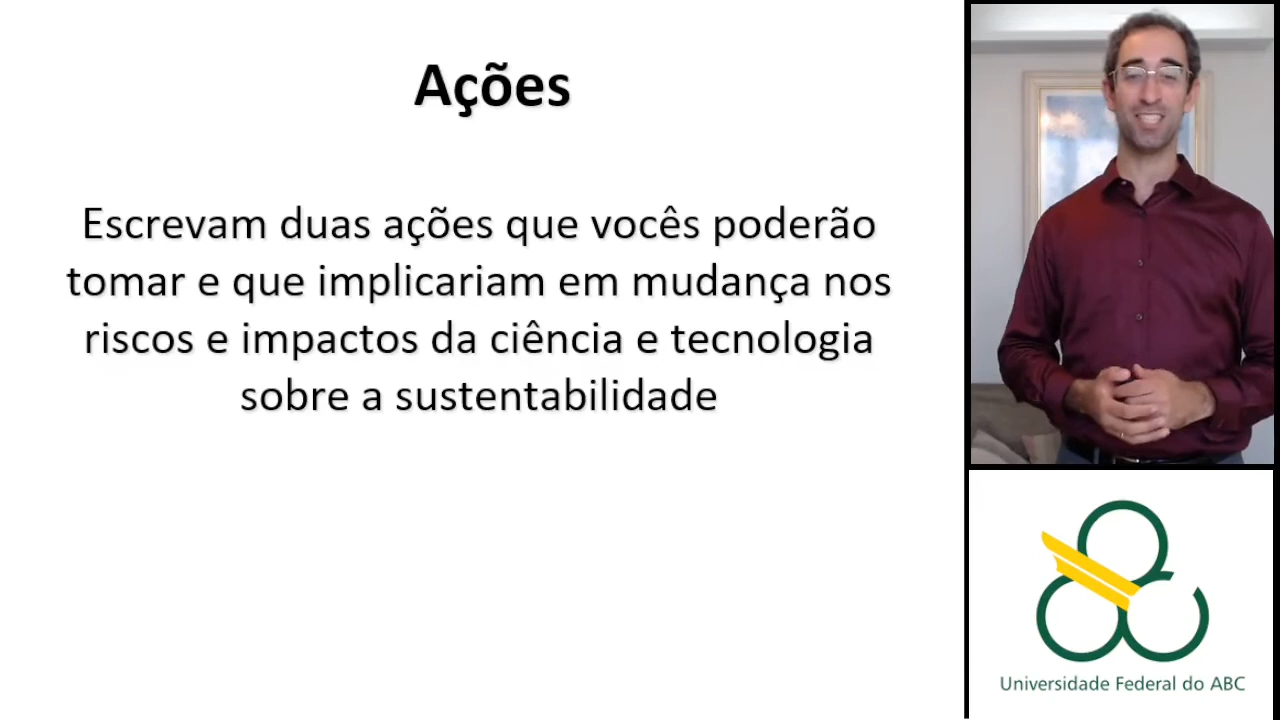 Ações
Escrevam duas ações que vocês poderão
tomar e que implicariam em mudança nos
riscos e impactos da ciência e tecnologia
sobre a sustentabilidade
Universidade Federal do ABC